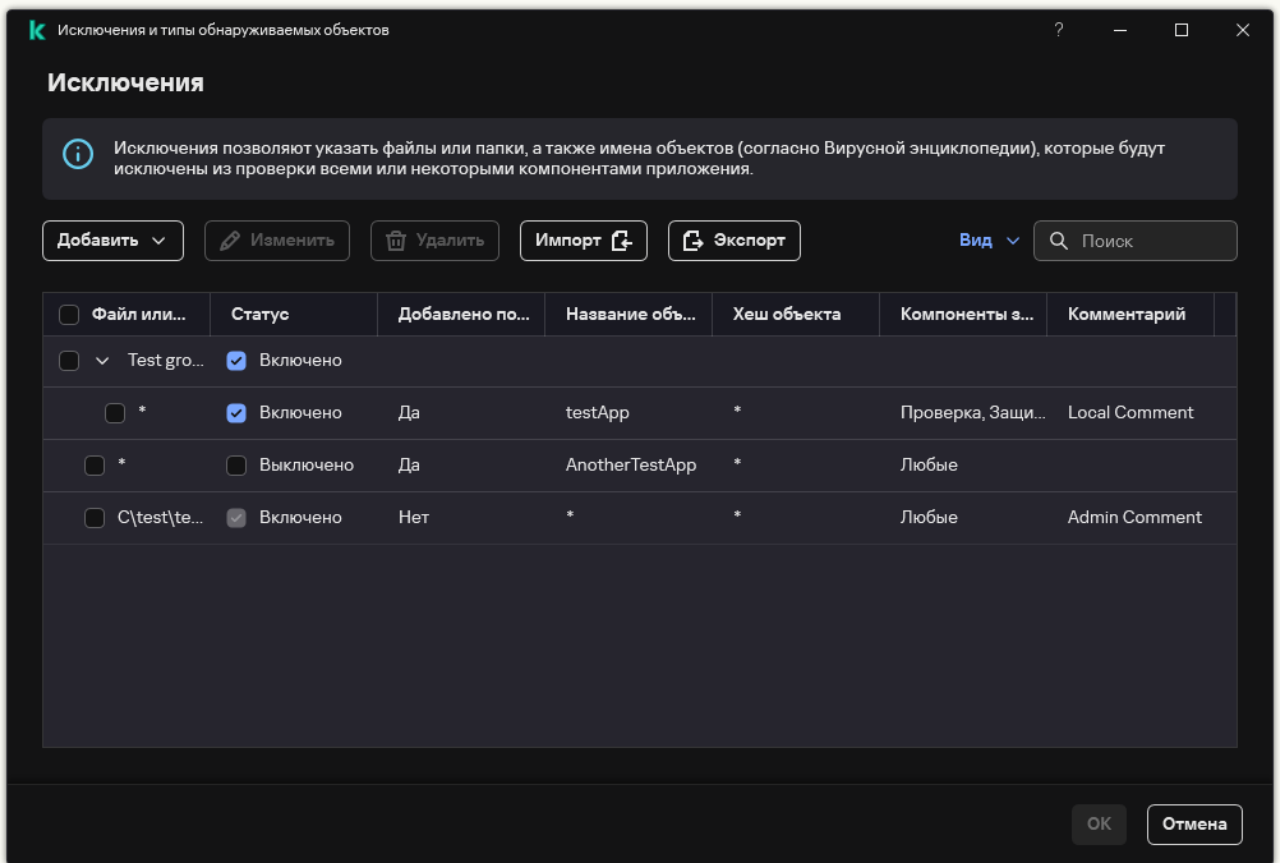 Исключения и типы обнаруживаемых объектов
?
Исключения
Исключения позволяют указать файлы или папки, а также имена объектов (согласно Вирусной энциклопедии), которые будут
исключены из проверки всеми или некоторыми компонентами приложения.
Добавить Изменить Удалить Импорт Экспорт Вид Поиск
Файл или... Статус Добавлено по... Название объ... Хеш объекта Компоненты з... Комментарий
Test gro... Включено
* Включено Да testApp * Проверка, Защи... Local Comment
* Выключено Да AnotherTestApp * Любые
C\test\te... Включено Нет * * Любые Admin Comment
ОК Отмена